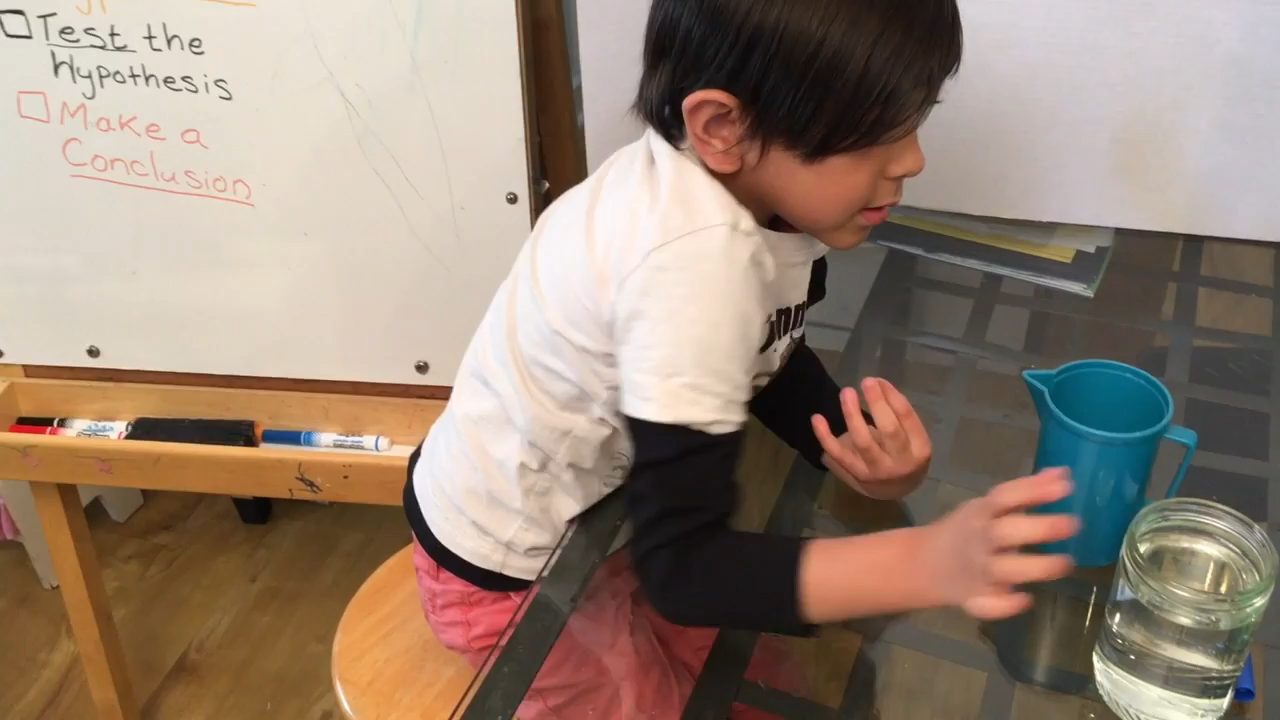 Test the
Hypothesis
Make a
Conclusion